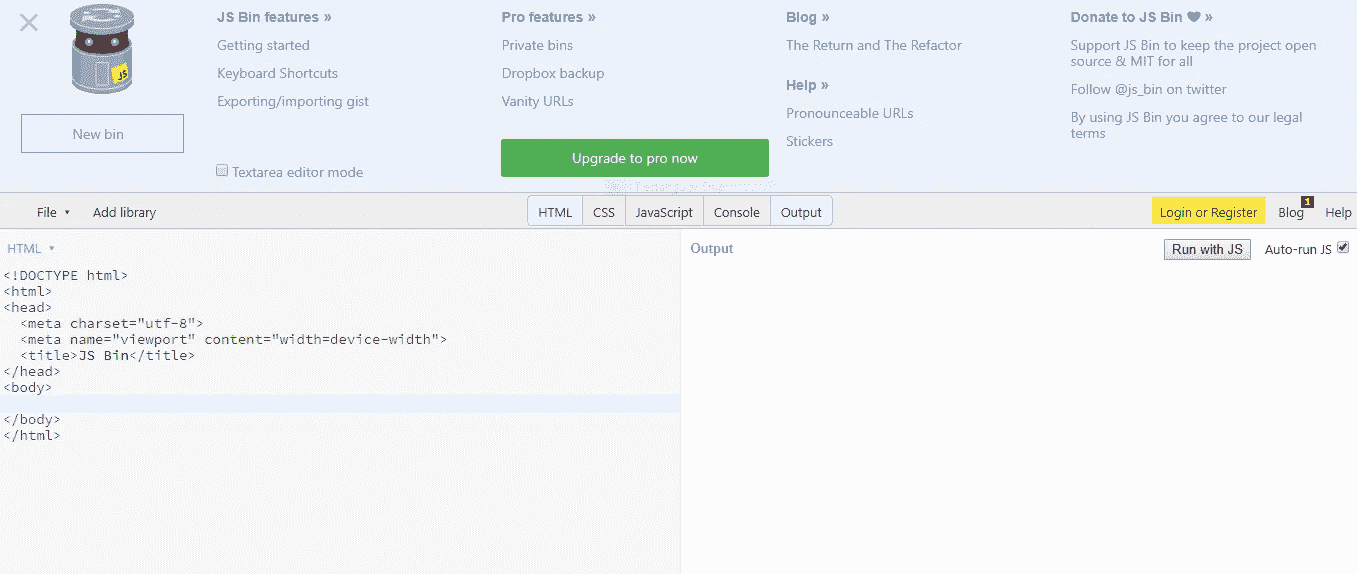 JS
New bin
JS Bin features »
Getting started
Keyboard Shortcuts
Exporting/importing gist
Textarea editor mode
Pro features »
Private bins
Dropbox backup
Vanity URLs
Upgrade to pro now
Blog »
The Return and The Refactor
Help »
Pronounceable URLs
Stickers
Donate to JS Bin ❤ »
Support JS Bin to keep the project open
source & MIT for all
Follow @js_bin on twitter
By using JS Bin you agree to our legal
terms
File ▾ Add library HTML CSS JavaScript Console Output Login or Register Blog 1 Help
HTML ▾
<!DOCTYPE html>
<html>
<head>
  <meta charset="utf-8">
  <meta name="viewport" content="width=device-width">
  <title>JS Bin</title>
</head>
<body>
</body>
</html>
Output Run with JS Auto-run JS